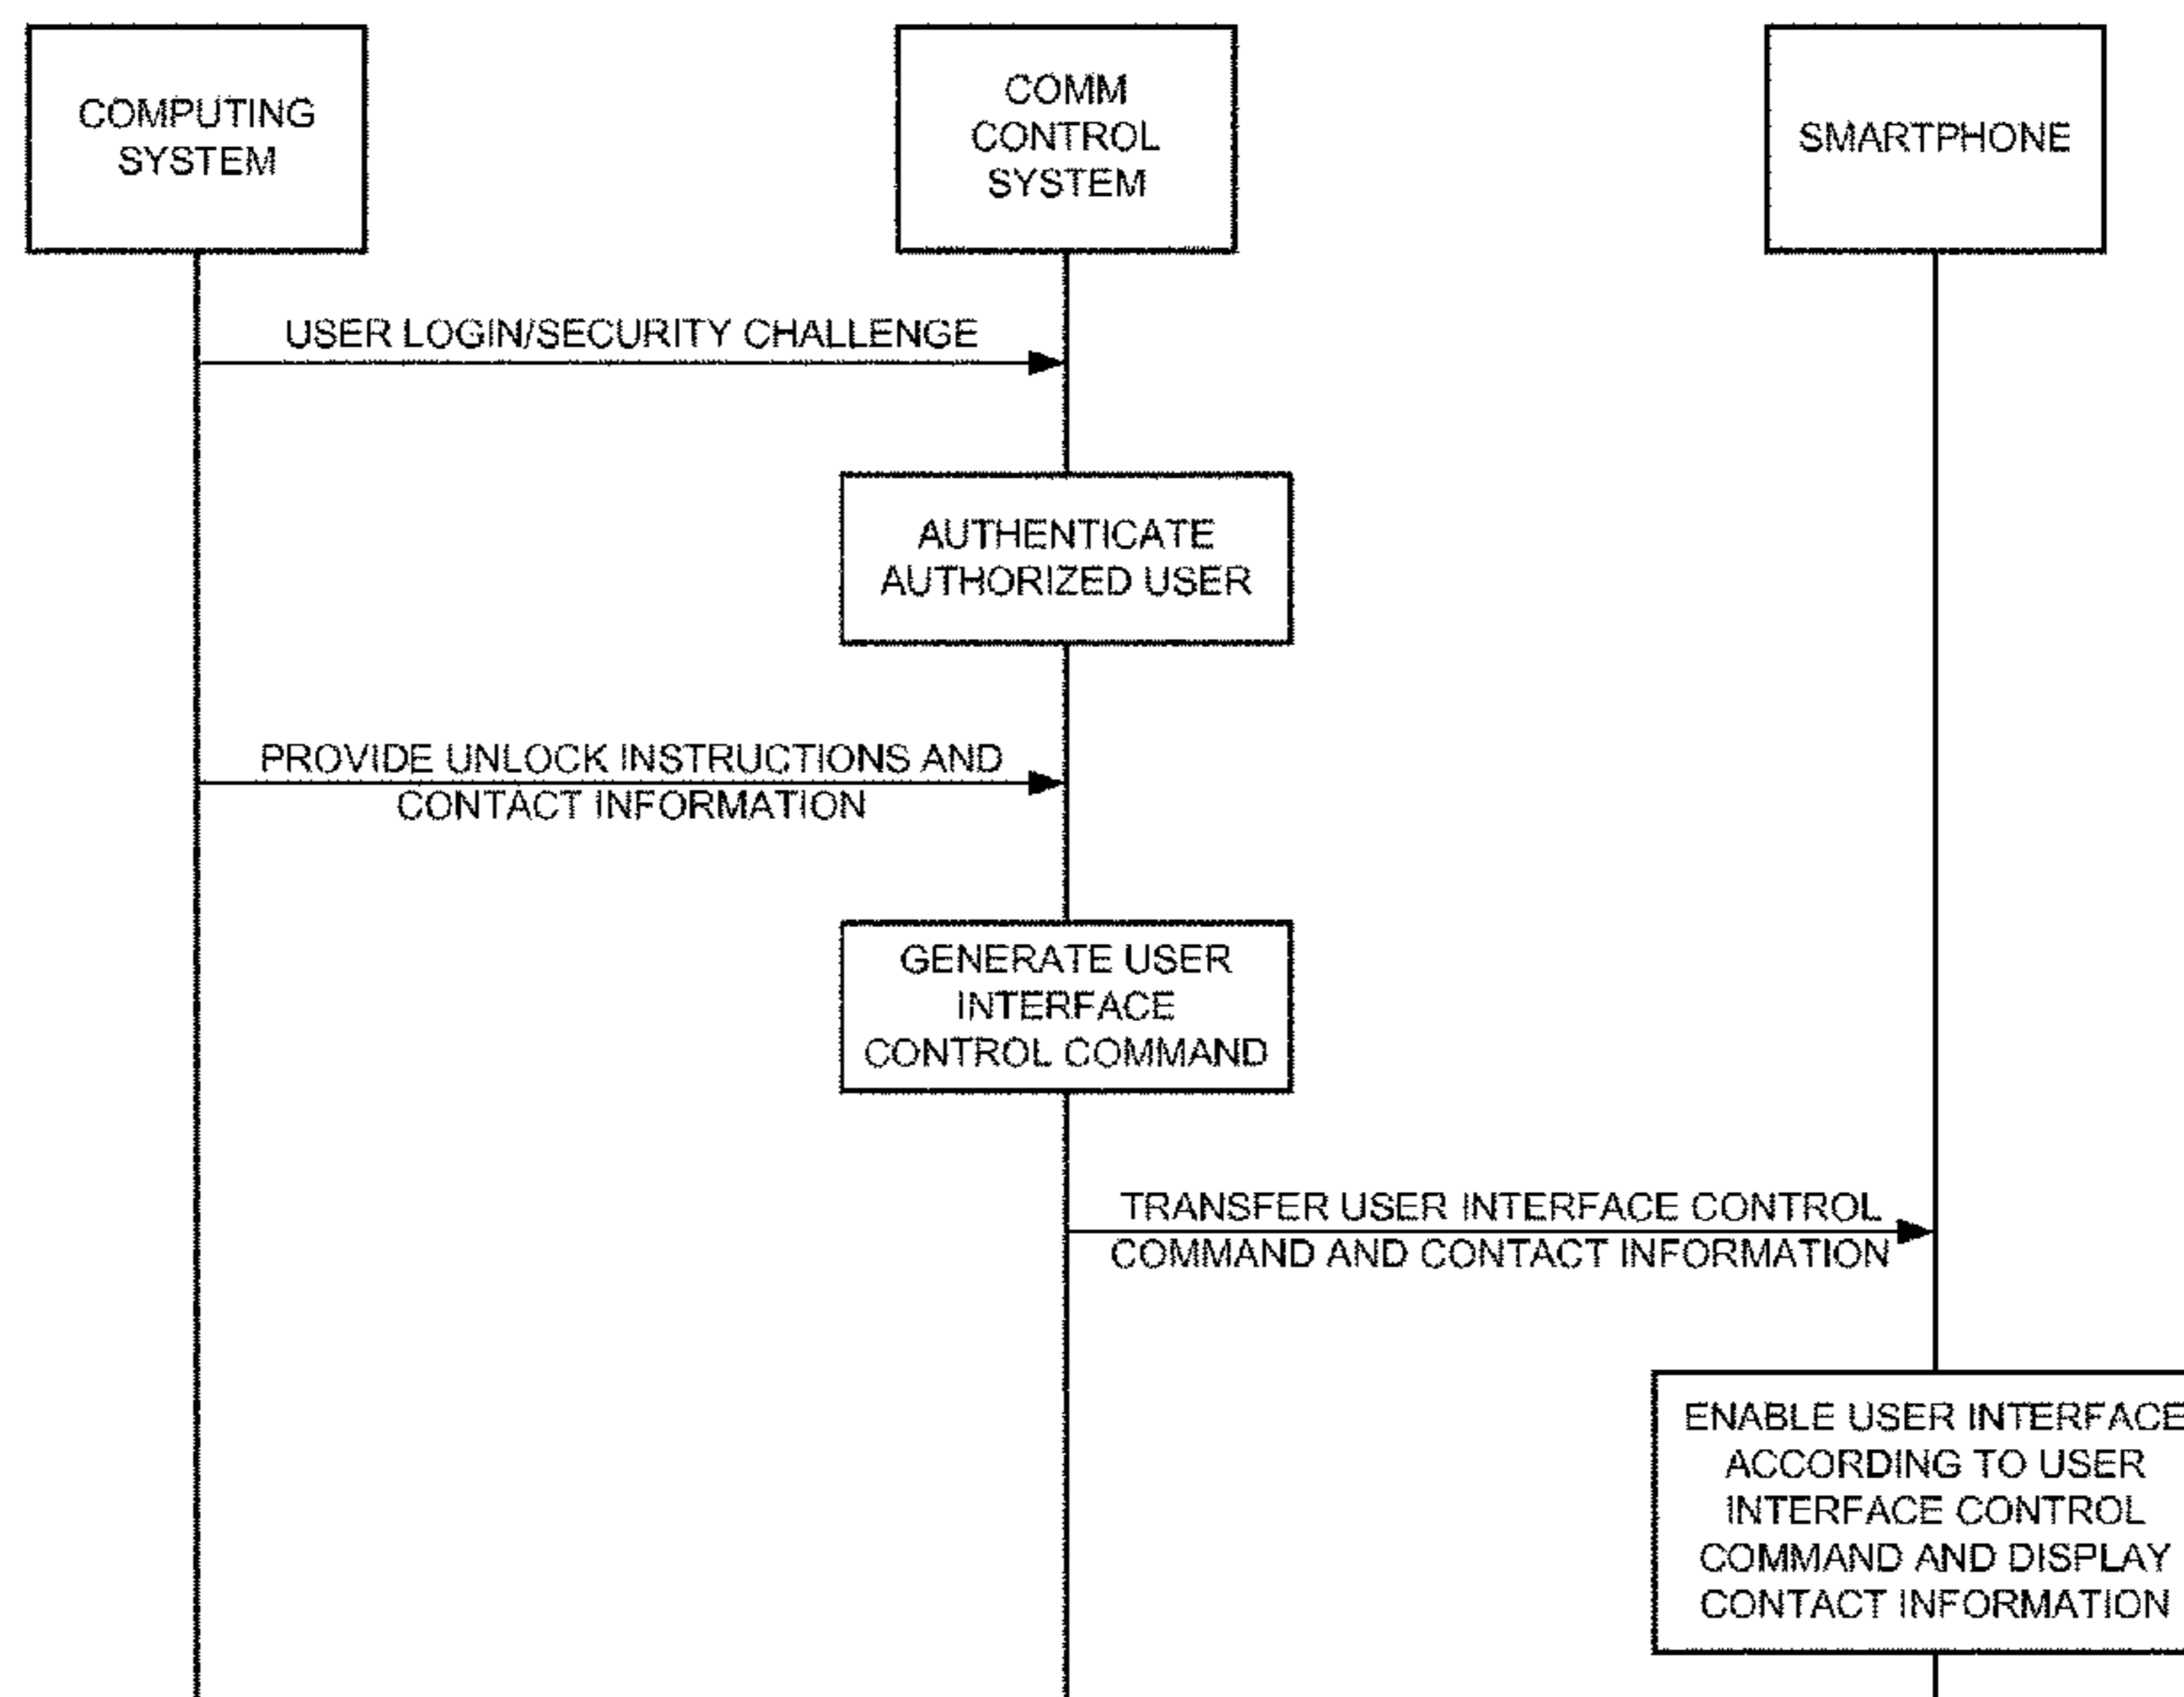 COMPUTING
SYSTEM
COMM
CONTROL
SYSTEM
SMARTPHONE
USER LOGIN/SECURITY CHALLENGE
AUTHENTICATE
AUTHORIZED USER
PROVIDE UNLOCK INSTRUCTIONS AND
CONTACT INFORMATION
GENERATE USER
INTERFACE
CONTROL COMMAND
TRANSFER USER INTERFACE CONTROL
COMMAND AND CONTACT INFORMATION
ENABLE USER INTERFACE
ACCORDING TO USER
INTERFACE CONTROL
COMMAND AND DISPLAY
CONTACT INFORMATION